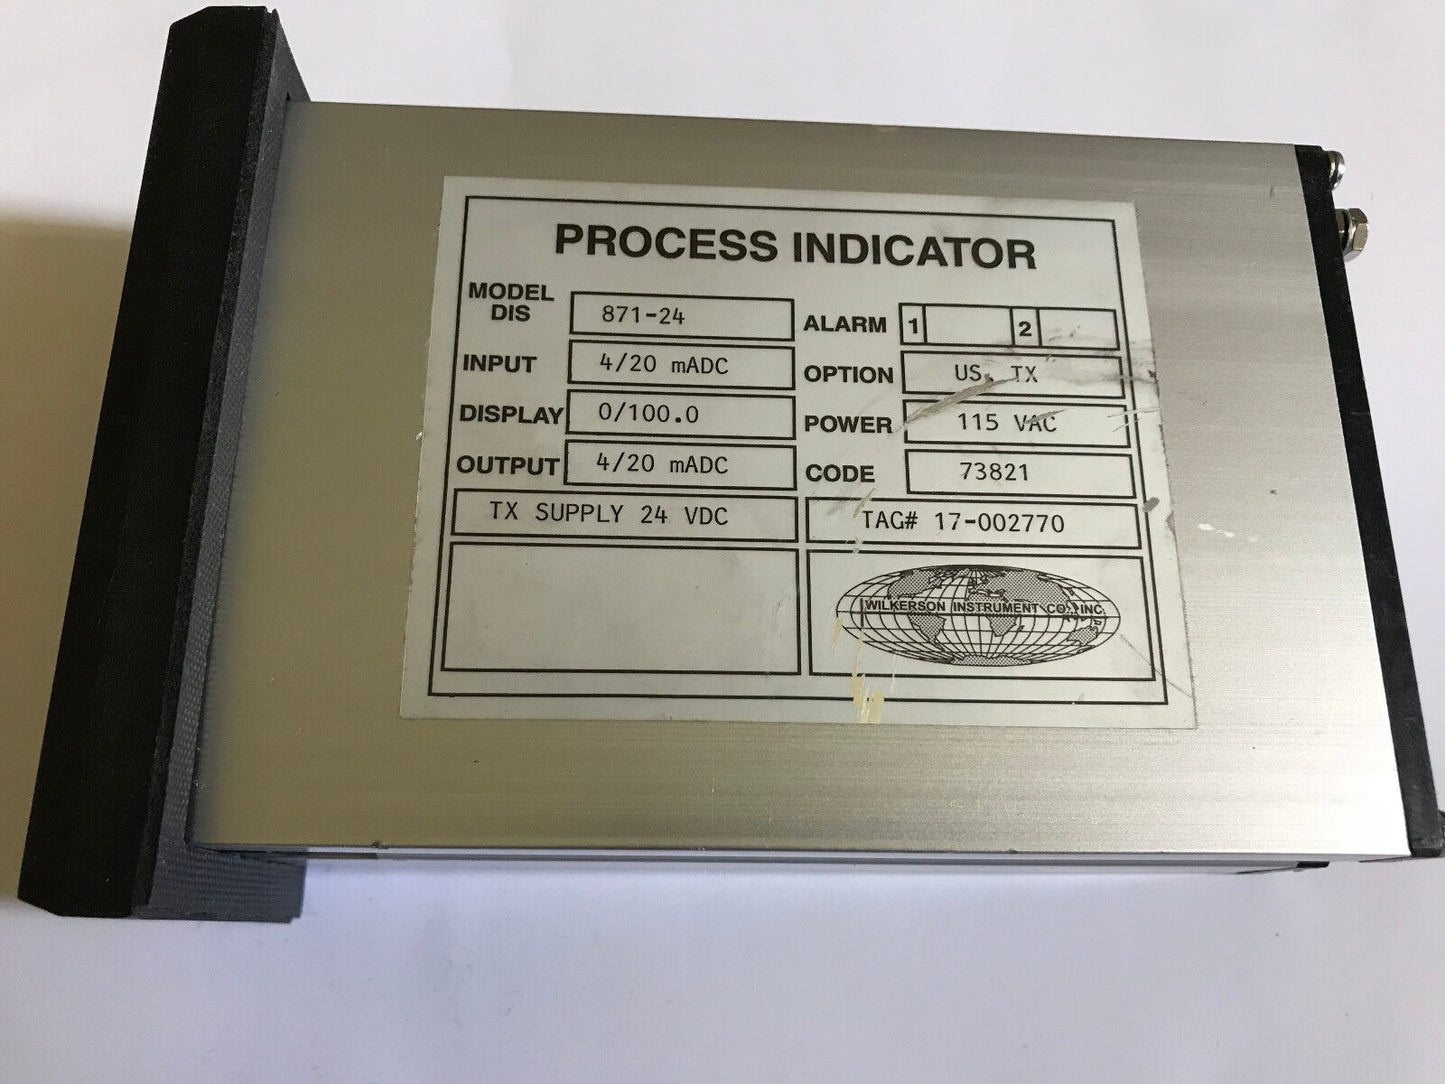 PROCESS INDICATOR
MODEL DIS 871-24
ALARM 1 2
INPUT 4/20 mADC
OPTION US, TX
DISPLAY 0/100.0
POWER 115 VAC
OUTPUT 4/20 mADC
CODE 73821
TX SUPPLY 24 VDC
TAG# 17-002770
WILKERSON INSTRUMENT CO., INC.